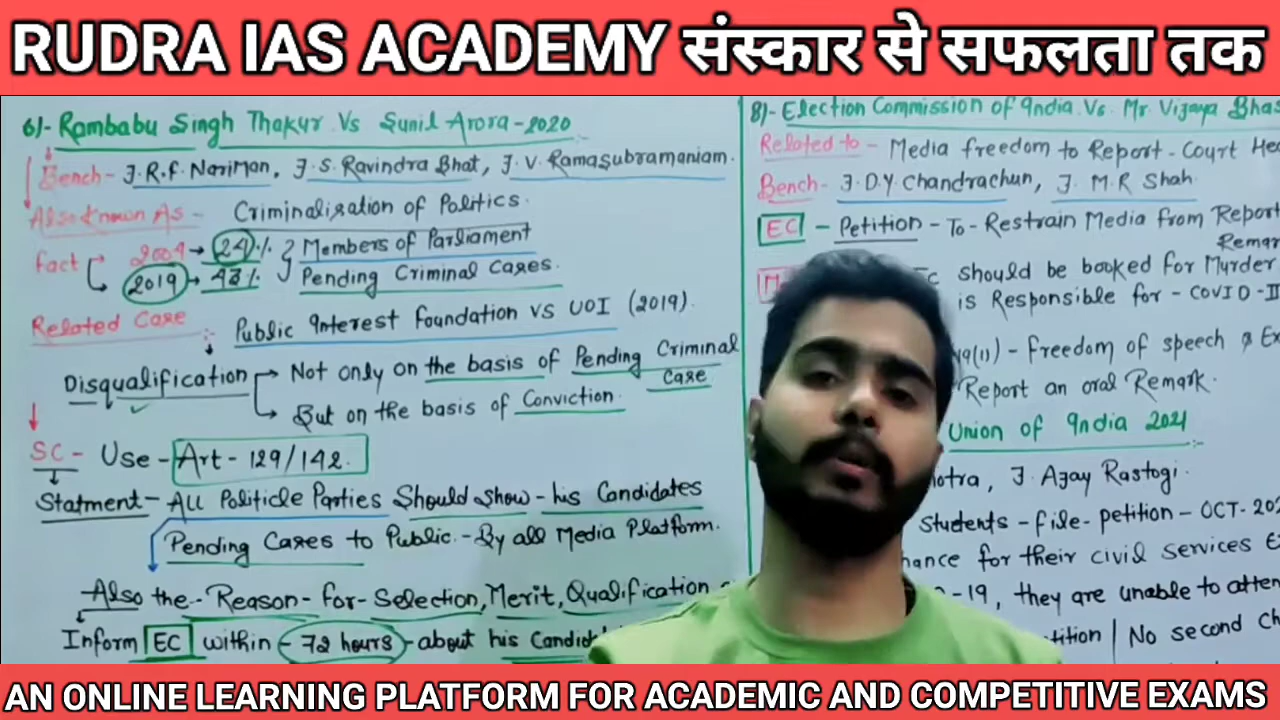 RUDRA IAS ACADEMY संस्कार से सफलता तक
6)- Rambabu Singh Thakur Vs Sunil Arora-2020
Bench- J.R.F. Nariman, J.S. Ravindra Bhat, J.V. Ramasubramaniam.
Also Known As - Criminalisation of Politics.
fact 2004 → 24% Members of Parliament
2019 → 43% Pending Criminal Cases.
Related Case : Public Interest foundation VS UOI (2019).
Disqualification → Not only on the basis of Pending Criminal Case
→ But on the basis of Conviction.
SC - Use - Art - 129/142.
Statment - All Politicle Parties Should show - his Candidates
Pending Cases to Public - By all Media Platform.
Also the - Reason - for - Selection, Merit, Qualification
Inform EC within - 72 hours - about his
8)- Election Commission of India Vs. Mr. Vijaya
Related to - Media freedom to Report - Court
Bench- J.D.Y. Chandrachun, J. M.R Shah
EC - Petition - To - Restrain Media from Report
should be booked for Murder
is Responsible for - COVID-II
19(1) - Freedom of speech &
Report an oral Remark.
Union of India 2021
J. Ajay Rastogi.
Students - file - petition - OCT-
for their civil services
-19, they are unable to
No second
AN ONLINE LEARNING PLATFORM FOR ACADEMIC AND COMPETITIVE EXAMS